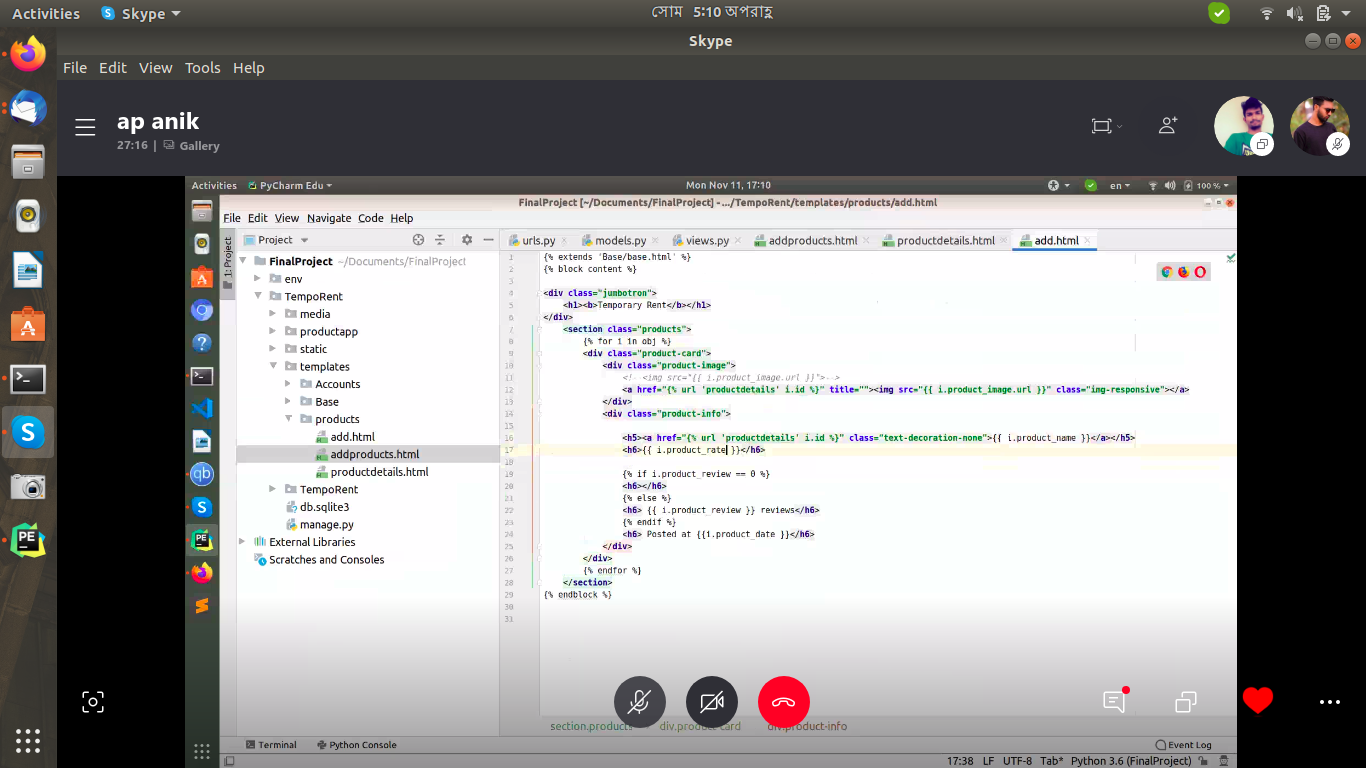 Activities
Skype
সোম 5:10 অপরাহ্ণ
Skype
File Edit View Tools Help
ap anik
27:16 | Gallery
Activities
PyCharm Edu
Mon Nov 11, 17:10
en
100 %
FinalProject [~/Documents/FinalProject] - .../TempoRent/templates/products/add.html
File Edit View Navigate Code Help
1: Project
Project
urls.py
models.py
views.py
addproducts.html
productdetails.html
add.html
FinalProject ~/Documents/FinalProject
env
TempoRent
media
productapp
static
templates
Accounts
Base
products
add.html
addproducts.html
productdetails.html
TempoRent
db.sqlite3
manage.py
External Libraries
Scratches and Consoles
1 {% extends 'Base/base.html' %}
2 {% block content %}
3
4 <div class="jumbotron">
5 <h1><b>Temporary Rent</b></h1>
6 </div>
7 <section class="products">
8 {% for i in obj %}
9 <div class="product-card">
10 <div class="product-image">
11 <!- <img src="{{ i.product_image.url }}">-->
12 <a href="{% url 'productdetails' i.id %}" title=""><img src="{{ i.product_image.url }}" class="img-responsive"></a>
13 </div>
14 <div class="product-info">
15
16 <h5><a href="{% url 'productdetails' i.id %}" class="text-decoration-none">{{ i.product_name }}</a></h5>
17 <h6>{{ i.product_rate }}</h6>
18
19 {% if i.product_review == 0 %}
20 <h6></h6>
21 {% else %}
22 <h6> {{ i.product_review }} reviews</h6>
23 {% endif %}
24 <h6> Posted at {{i.product_date }}</h6>
25 </div>
26 </div>
27 {% endfor %}
28 </section>
29 {% endblock %}
30
31
section.products
div.product-card
div.product-info
Terminal
Python Console
Event Log
17:38 LF UTF-8 Tab* Python 3.6 (FinalProject)